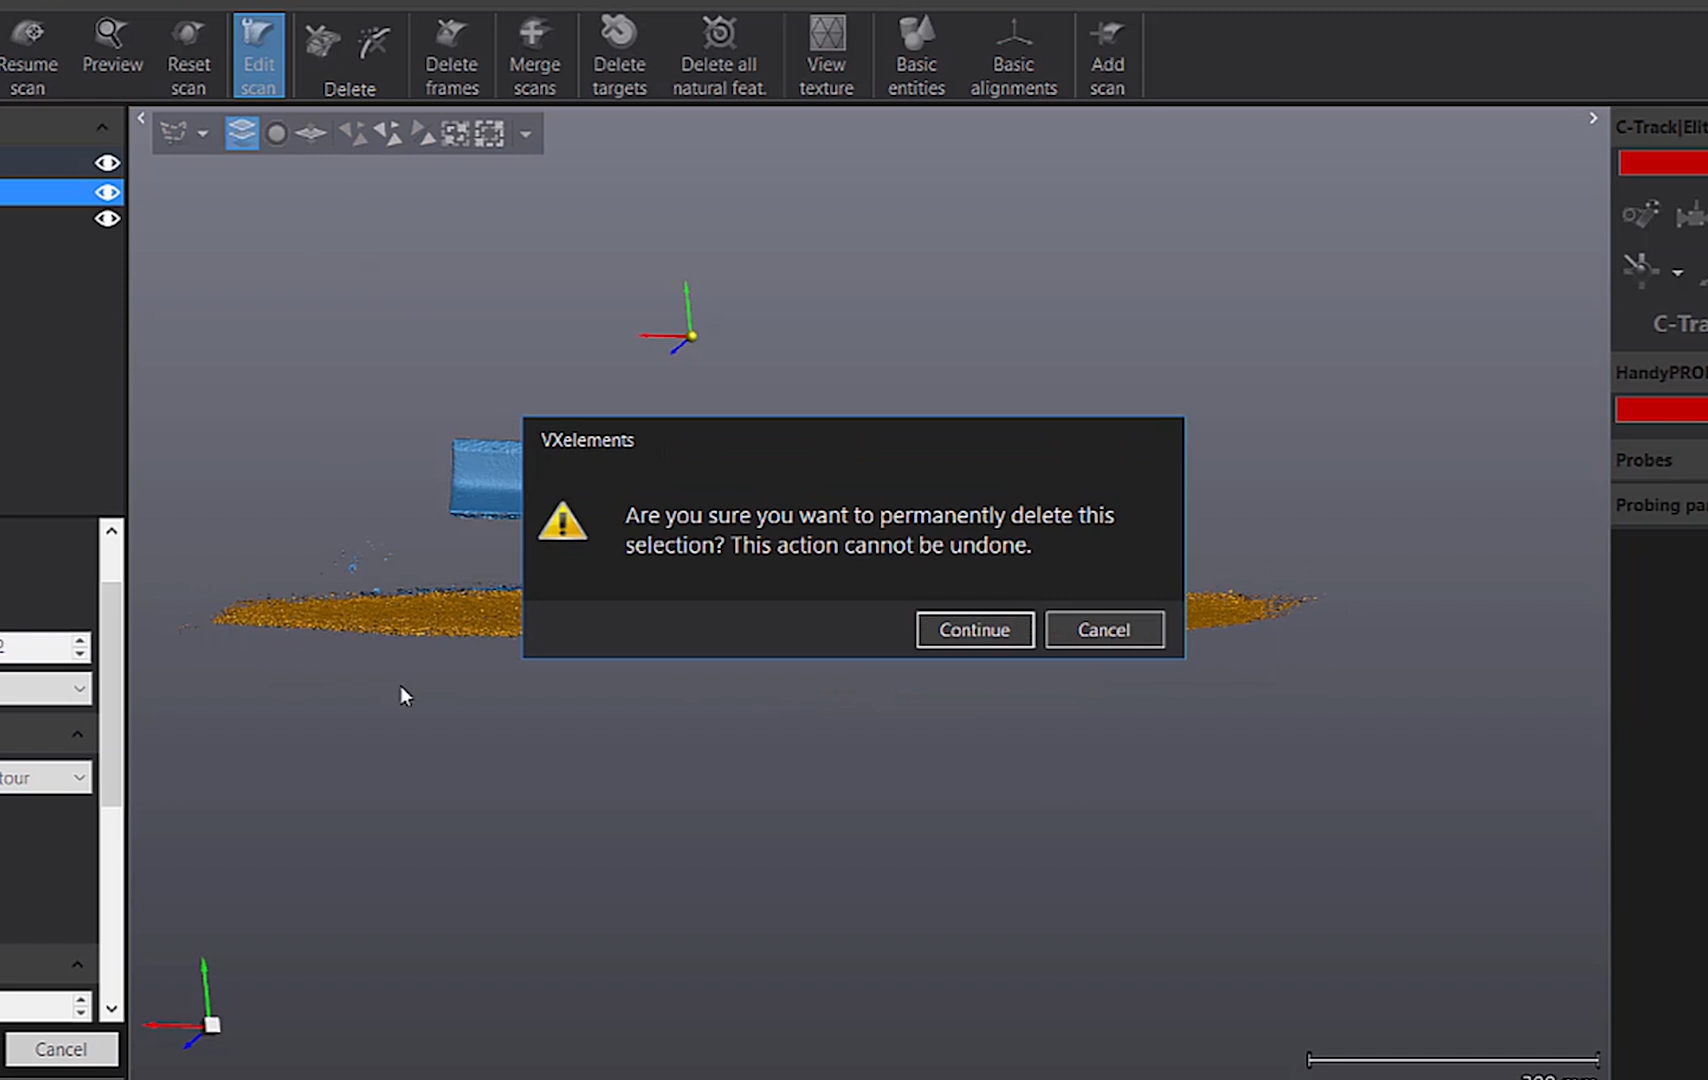 Resume scan
Preview
Reset scan
Edit scan
Delete
Delete frames
Merge scans
Delete targets
Delete all natural feat.
View texture
Basic entities
Basic alignments
Add scan
C-Track|Elit
C-Tra
HandyPROB
Probes
Probing pa
VXelements
Are you sure you want to permanently delete this
selection? This action cannot be undone.
Continue
Cancel
2
tour
Cancel